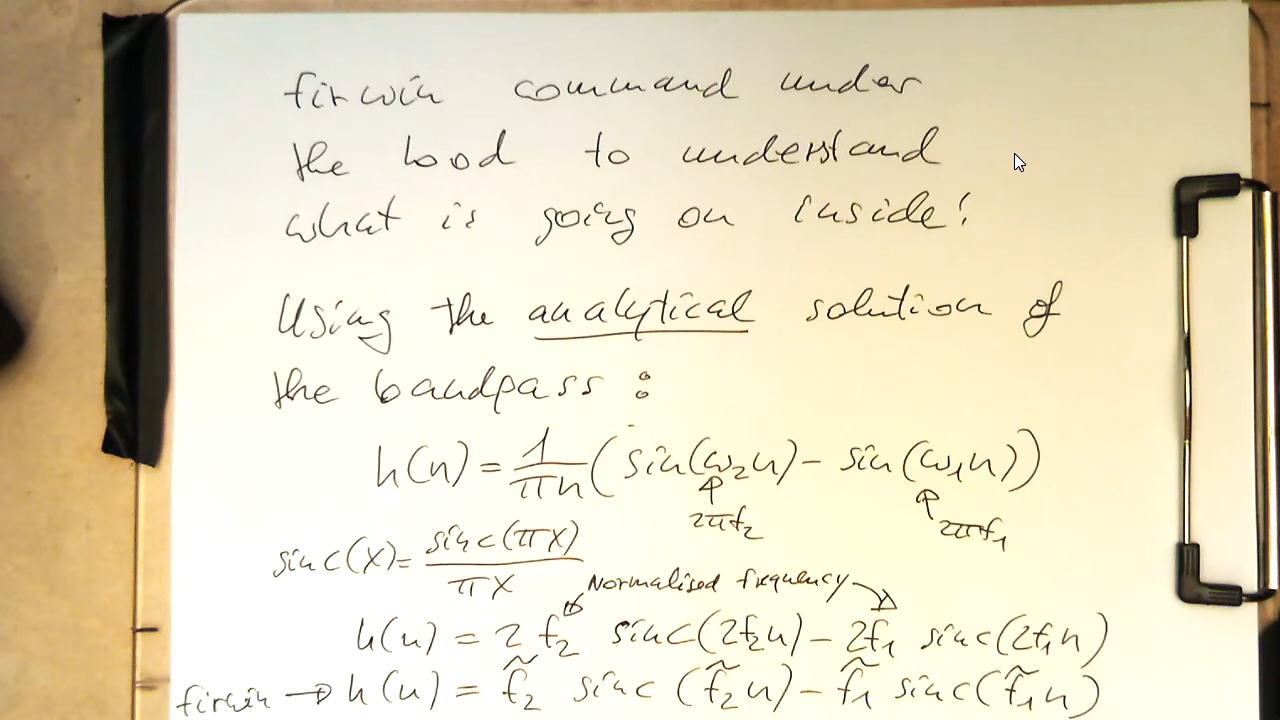 firwin command under
the hood to understand
what is going on inside!
Using the analytical solution of
the bandpass:
h(n) = 1/πn (sin(ω₂n) - sin(ω₁n))
2πf₂ 2πf₁
sinc(x) = sinc(πx)/πx
Normalised frequency
h(n) = 2f₂ sinc(2f₂n) - 2f₁ sinc(2f₁n)
firwin → h(n) = f̃₂ sinc(f̃₂n) - f̃₁ sinc(f̃₁n)